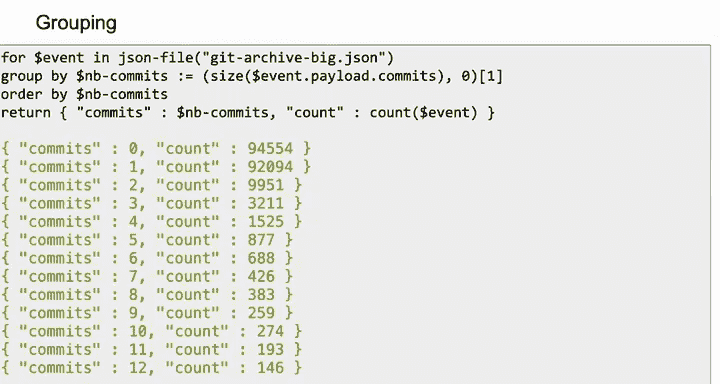 Grouping
for $event in json-file("git-archive-big.json")
group by $nb-commits := (size($event.payload.commits), 0)[1]
order by $nb-commits
return { "commits" : $nb-commits, "count" : count($event) }
{ "commits" : 0, "count" : 94554 }
{ "commits" : 1, "count" : 92094 }
{ "commits" : 2, "count" : 9951 }
{ "commits" : 3, "count" : 3211 }
{ "commits" : 4, "count" : 1525 }
{ "commits" : 5, "count" : 877 }
{ "commits" : 6, "count" : 688 }
{ "commits" : 7, "count" : 426 }
{ "commits" : 8, "count" : 383 }
{ "commits" : 9, "count" : 259 }
{ "commits" : 10, "count" : 274 }
{ "commits" : 11, "count" : 193 }
{ "commits" : 12, "count" : 146 }